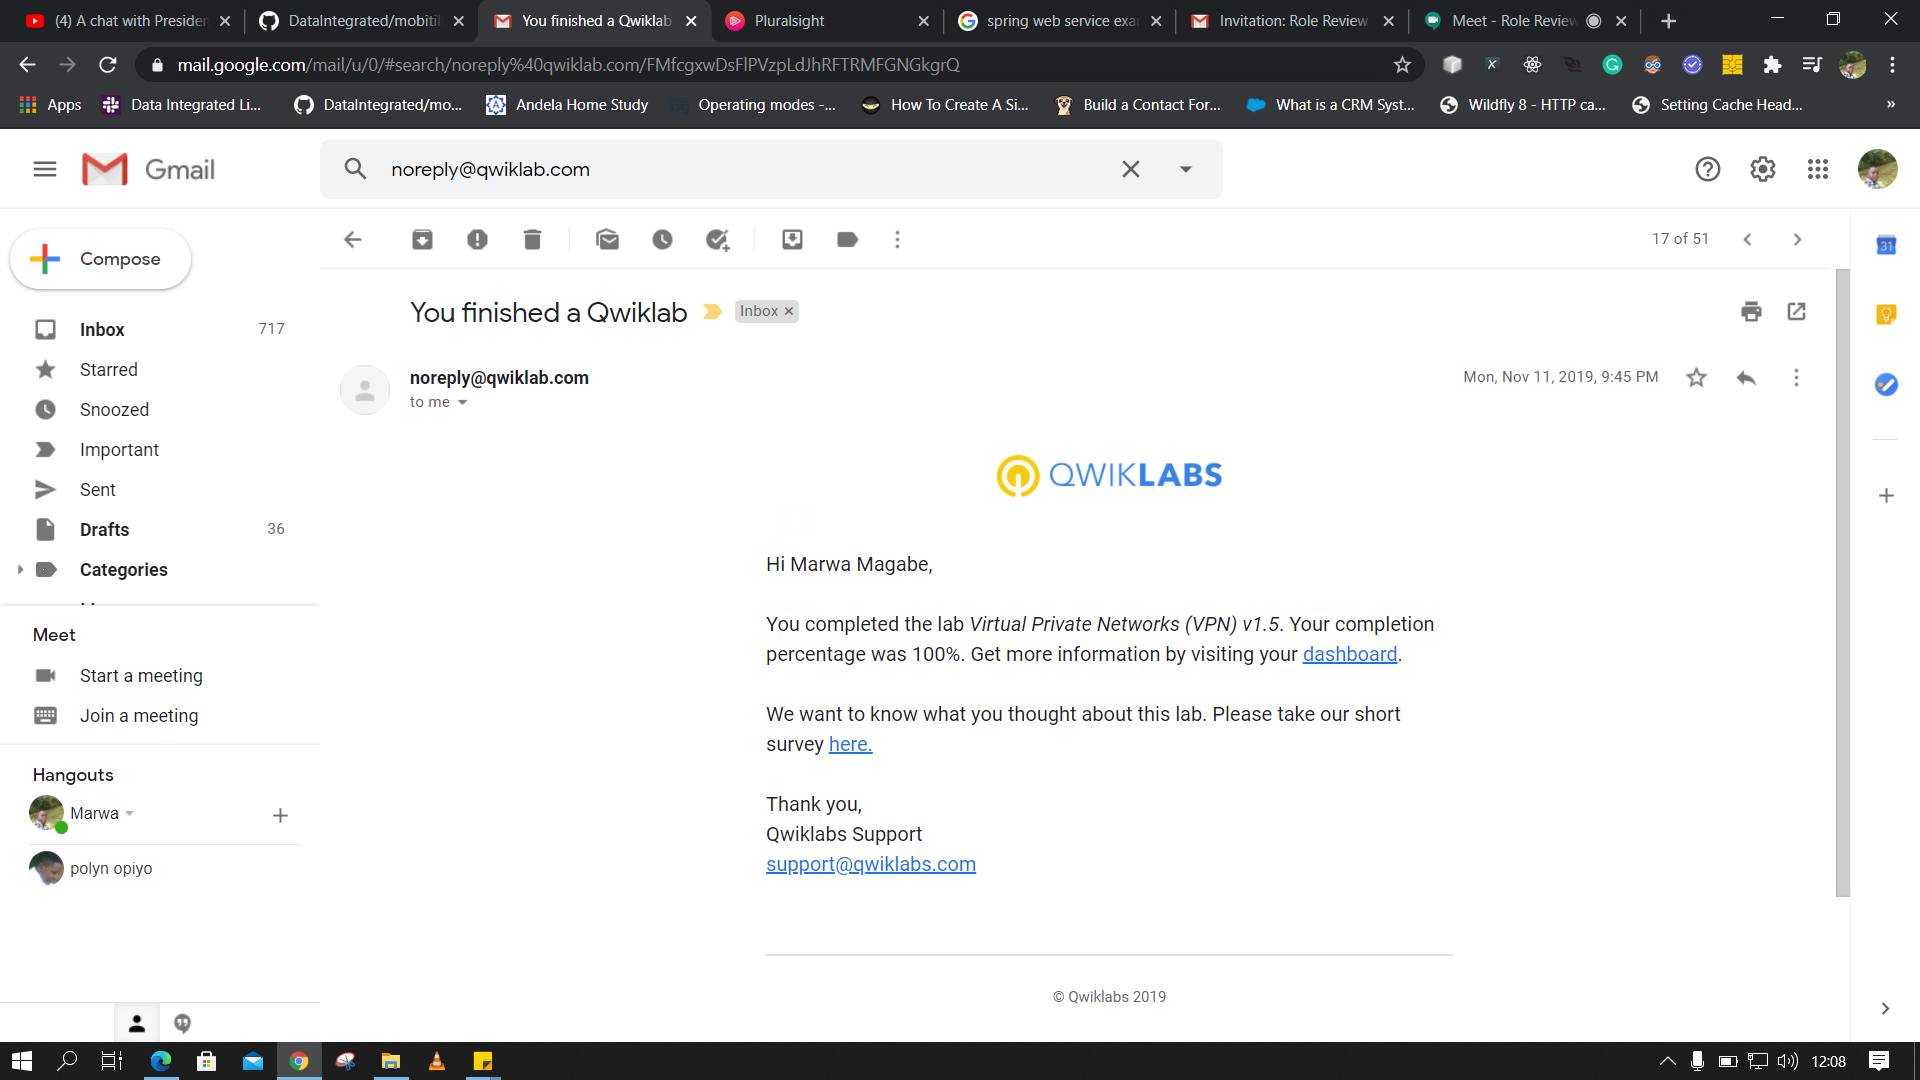 (4) A chat with Presiden
DataIntegrated/mobitil
You finished a Qwiklab
Pluralsight
spring web service exa
Invitation: Role Review
Meet - Role Review
mail.google.com/mail/u/0/#search/noreply%40qwiklab.com/FMfcgxwDsFlPVzpLdJhRFTRMFGNGkgrQ
Apps
Data Integrated Li...
DataIntegrated/mo...
Andela Home Study
Operating modes -...
How To Create A Si...
Build a Contact For...
What is a CRM Syst...
Wildfly 8 - HTTP ca...
Setting Cache Head...
»
Gmail
noreply@qwiklab.com
Compose
17 of 51
31
You finished a Qwiklab
Inbox ×
Inbox 717
Starred
Snoozed
Important
Sent
Drafts 36
Categories
noreply@qwiklab.com
to me
Mon, Nov 11, 2019, 9:45 PM
QWIKLABS
Hi Marwa Magabe,
You completed the lab Virtual Private Networks (VPN) v1.5. Your completion
percentage was 100%. Get more information by visiting your dashboard.
We want to know what you thought about this lab. Please take our short
survey here.
Thank you,
Qwiklabs Support
support@qwiklabs.com
© Qwiklabs 2019
Meet
Start a meeting
Join a meeting
Hangouts
Marwa
polyn opiyo
12:08